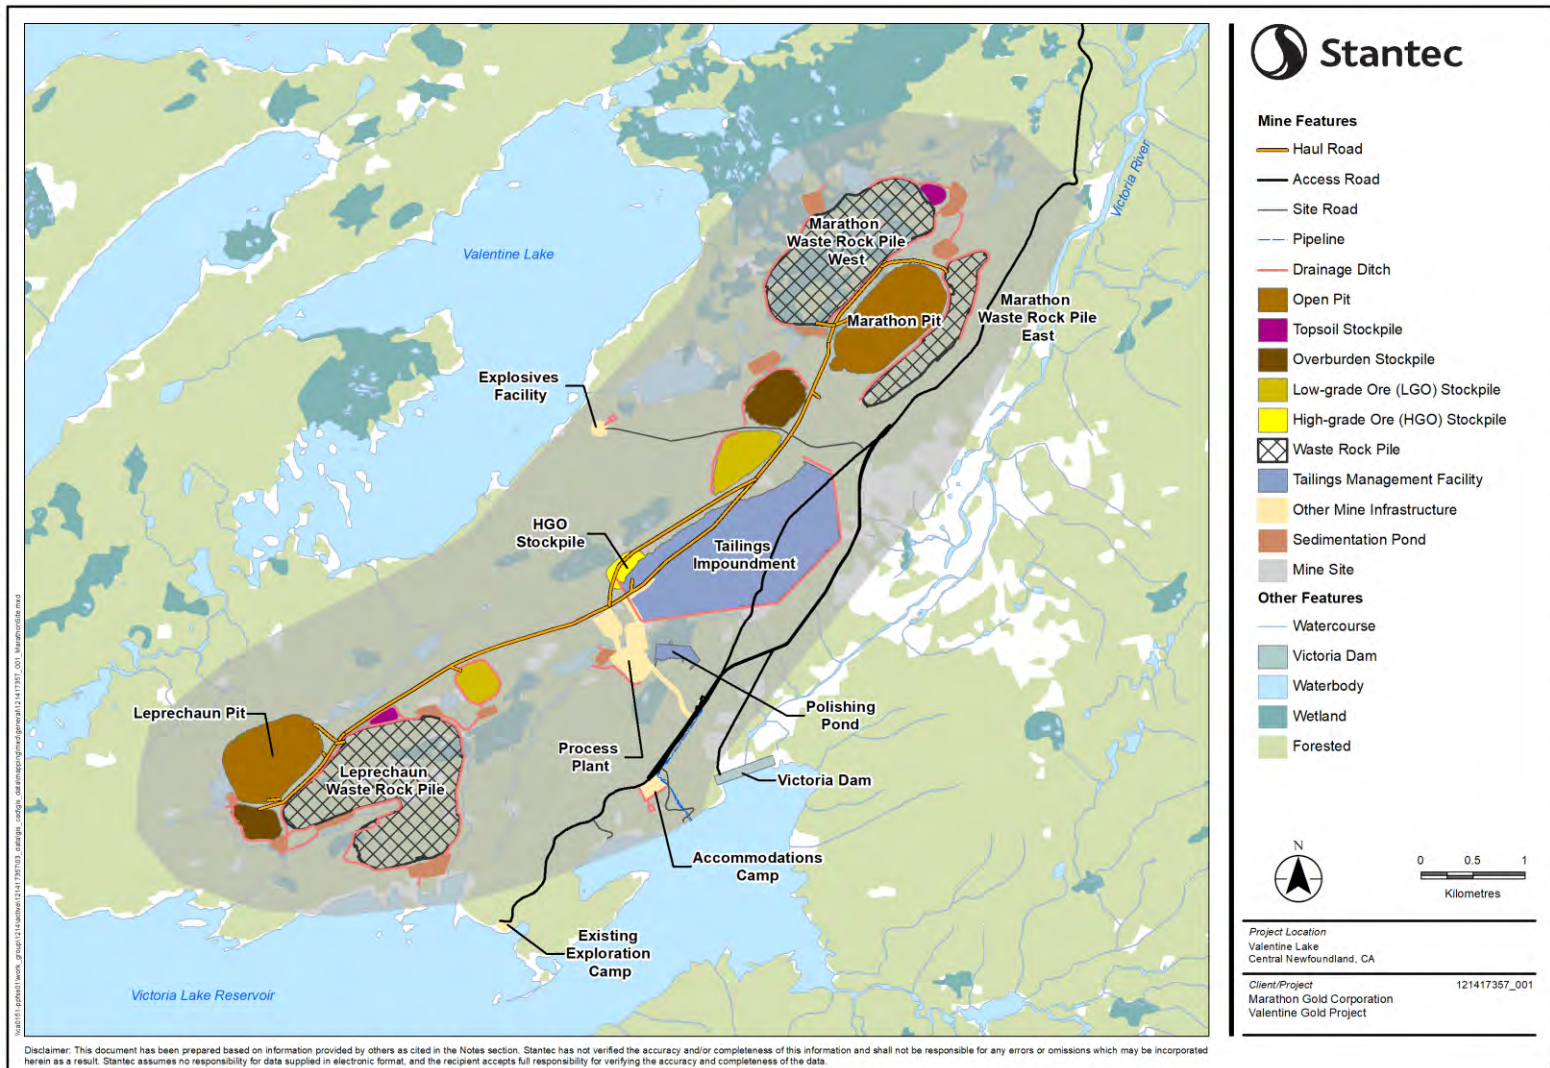 Stantec
Mine Features
Haul Road
Access Road
Site Road
Pipeline
Drainage Ditch
Open Pit
Topsoil Stockpile
Overburden Stockpile
Low-grade Ore (LGO) Stockpile
High-grade Ore (HGO) Stockpile
Waste Rock Pile
Tailings Management Facility
Other Mine Infrastructure
Sedimentation Pond
Mine Site
Other Features
Watercourse
Victoria Dam
Waterbody
Wetland
Forested
N
0 0.5 1
Kilometres
Project Location
Valentine Lake
Central Newfoundland, CA
Client/Project 121417357_001
Marathon Gold Corporation
Valentine Gold Project
Victoria River
Valentine Lake
Marathon
Waste Rock Pile
West
Marathon Pit
Marathon
Waste Rock Pile
East
Explosives
Facility
HGO
Stockpile
Tailings
Impoundment
Leprechaun Pit
Leprechaun
Waste Rock Pile
Process
Plant
Polishing
Pond
Victoria Dam
Accommodations
Camp
Existing
Exploration
Camp
Victoria Lake Reservoir
Disclaimer: This document has been prepared based on information provided by others as cited in the Notes section. Stantec has not verified the accuracy and/or completeness of this information and shall not be responsible for any errors or omissions which may be incorporated
herein as a result. Stantec assumes no responsibility for data supplied in electronic format, and the recipient accepts full responsibility for verifying the accuracy and completeness of the data.